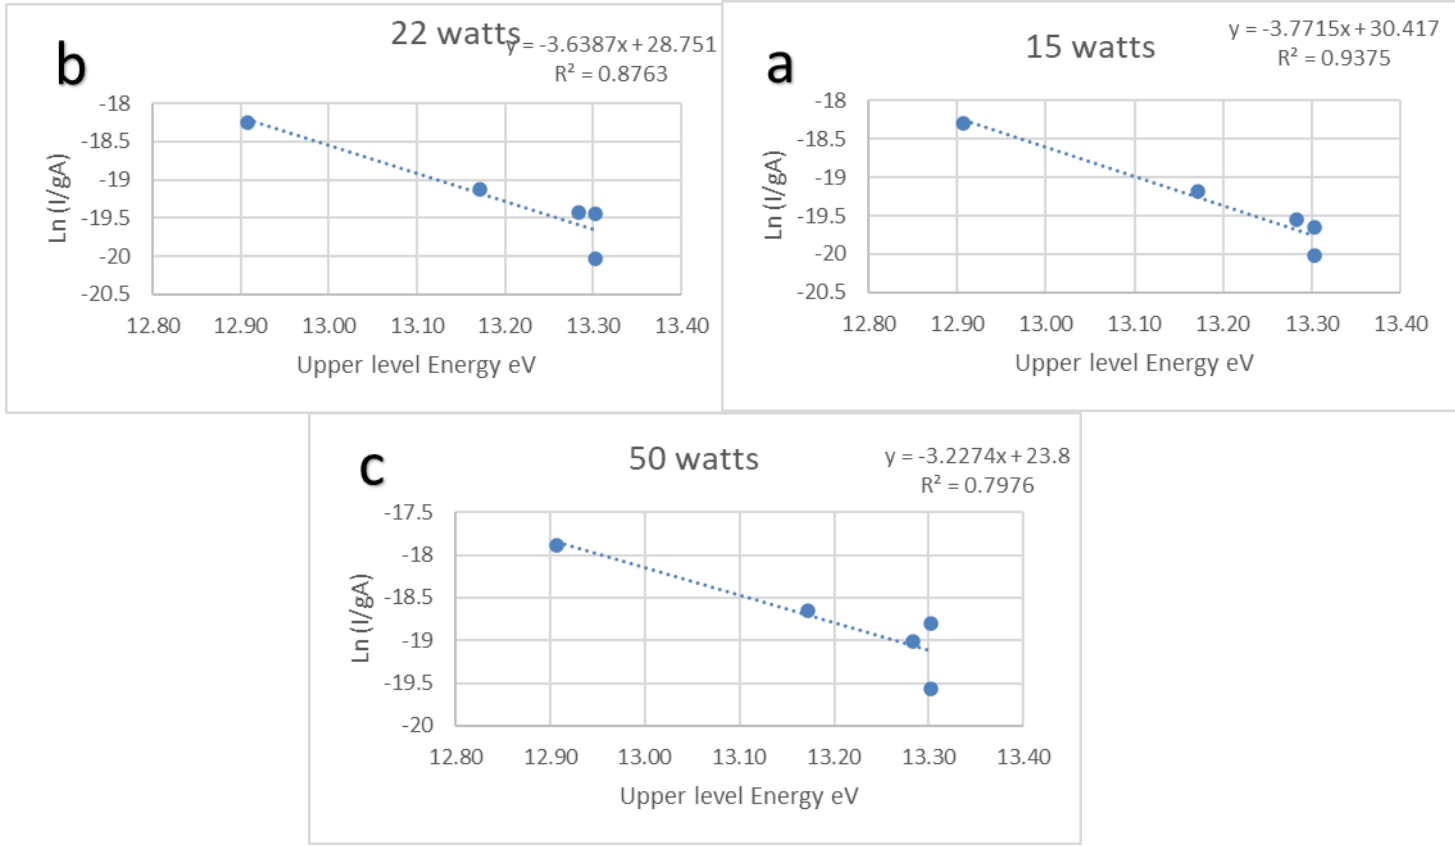 b
22 watts
y = -3.6387x + 28.751
R² = 0.8763
Ln (I/gA)
-18
-18.5
-19
-19.5
-20
-20.5
12.80 12.90 13.00 13.10 13.20 13.30 13.40
Upper level Energy eV
a
15 watts
y = -3.7715x + 30.417
R² = 0.9375
Ln (I/gA)
-18
-18.5
-19
-19.5
-20
-20.5
12.80 12.90 13.00 13.10 13.20 13.30 13.40
Upper level Energy eV
c
50 watts
y = -3.2274x + 23.8
R² = 0.7976
Ln (I/gA)
-17.5
-18
-18.5
-19
-19.5
-20
12.80 12.90 13.00 13.10 13.20 13.30 13.40
Upper level Energy eV